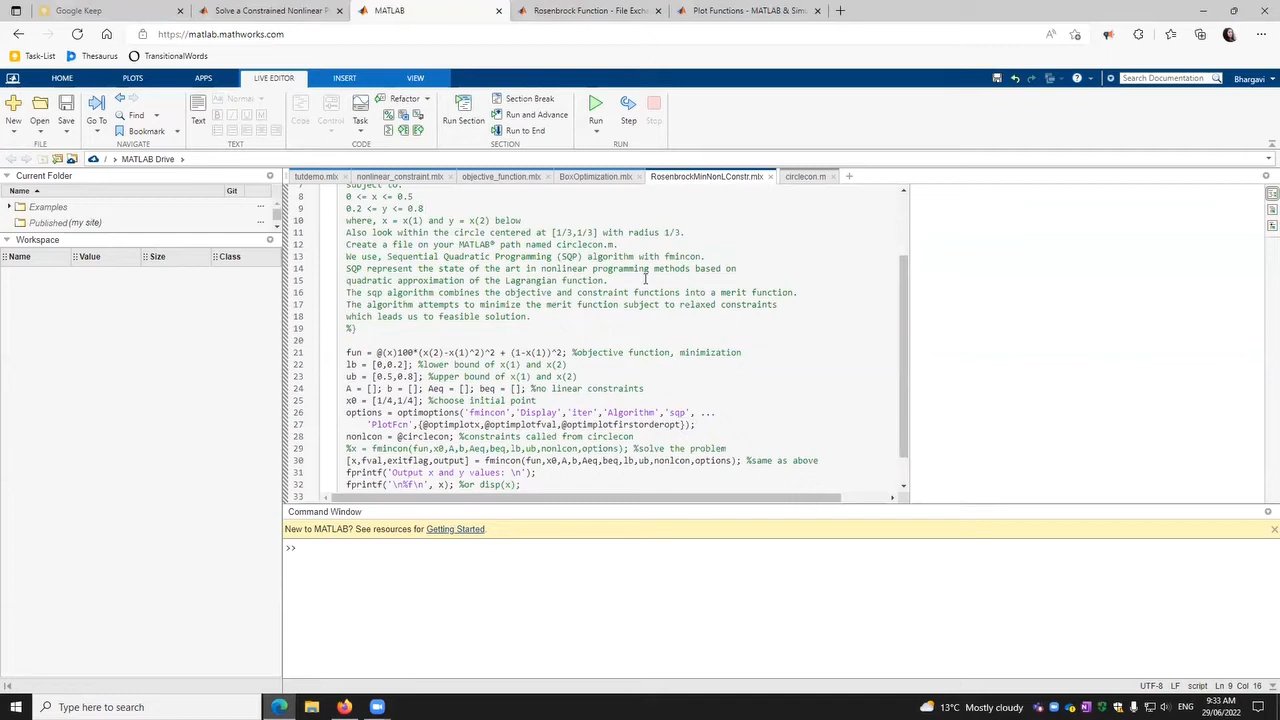 Google Keep
Solve a Constrained Nonlinear P
MATLAB
Rosenbrock Function - File Exch
Plot Functions - MATLAB & Simu
https://matlab.mathworks.com
Task-List
Thesaurus
TransitionalWords
HOME
PLOTS
APPS
LIVE EDITOR
INSERT
VIEW
Search Documentation
Bhargavi
New
Open
Save
Go To
Find
Bookmark
Text
Normal
B I U M
Code
Control
Task
Refactor
Run Section
Section Break
Run and Advance
Run to End
Run
Step
Stop
FILE
NAVIGATE
TEXT
CODE
SECTION
RUN
/ MATLAB Drive
Current Folder
Name
Git
Examples
Published (my site)
Workspace
Name
Value
Size
Class
tutdemo.mlx
nonlinear_constraint.mlx
objective_function.mlx
BoxOptimization.mlx
RosenbrockMinNonLConstr.mlx
circlecon.m
7 subject to:
8 0 <= x <= 0.5
9 0.2 <= y <= 0.8
10 where, x = x(1) and y = x(2) below
11 Also look within the circle centered at [1/3,1/3] with radius 1/3.
12 Create a file on your MATLAB® path named circlecon.m.
13 We use, Sequential Quadratic Programming (SQP) algorithm with fmincon.
14 SQP represent the state of the art in nonlinear programming methods based on
15 quadratic approximation of the Lagrangian function.
16 The sqp algorithm combines the objective and constraint functions into a merit function.
17 The algorithm attempts to minimize the merit function subject to relaxed constraints
18 which leads us to feasible solution.
19 %}
20
21 fun = @(x)100*(x(2)-x(1)^2)^2 + (1-x(1))^2; %objective function, minimization
22 lb = [0,0.2]; %lower bound of x(1) and x(2)
23 ub = [0.5,0.8]; %upper bound of x(1) and x(2)
24 A = []; b = []; Aeq = []; beq = []; %no linear constraints
25 x0 = [1/4,1/4]; %choose initial point
26 options = optimoptions('fmincon','Display','iter','Algorithm','sqp', ...
27 'PlotFcn',{@optimplotx,@optimplotfval,@optimplotfirstorderopt});
28 nonlcon = @circlecon; %constraints called from circlecon
29 %x = fmincon(fun,x0,A,b,Aeq,beq,lb,ub,nonlcon,options); %solve the problem
30 [x,fval,exitflag,output] = fmincon(fun,x0,A,b,Aeq,beq,lb,ub,nonlcon,options); %same as above
31 fprintf('Output x and y values: \n');
32 fprintf('\n%f\n', x); %or disp(x);
33
Command Window
New to MATLAB? See resources for Getting Started.
>>
UTF-8
LF
script
Ln 9 Col 16
Type here to search
13°C Mostly cloudy
ENG
9:33 AM
29/06/2022